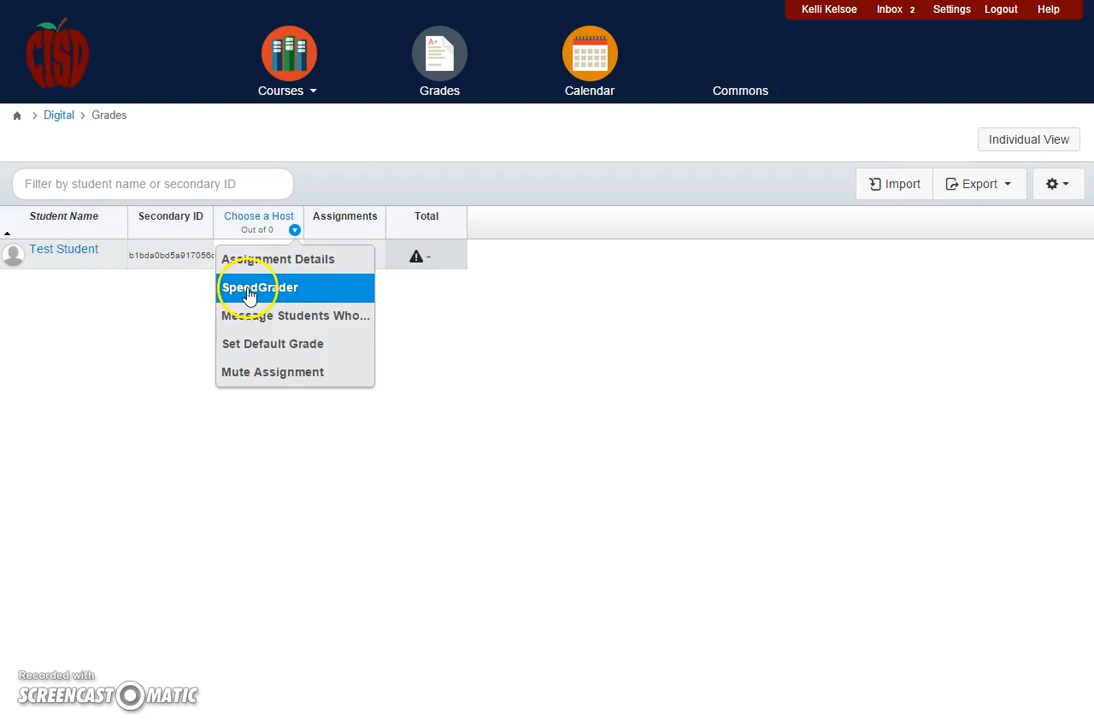 Kelli Kelsoe Inbox 2 Settings Logout Help
CISD
Courses Grades Calendar Commons
Digital > Grades
Individual View
Filter by student name or secondary ID Import Export
Student Name Secondary ID Choose a Host Assignments Total
Out of 0
Test Student b1bda0bd5a917056 -
Assignment Details
SpeedGrader
Message Students Who...
Set Default Grade
Mute Assignment
Recorded with
SCREENCAST-O-MATIC